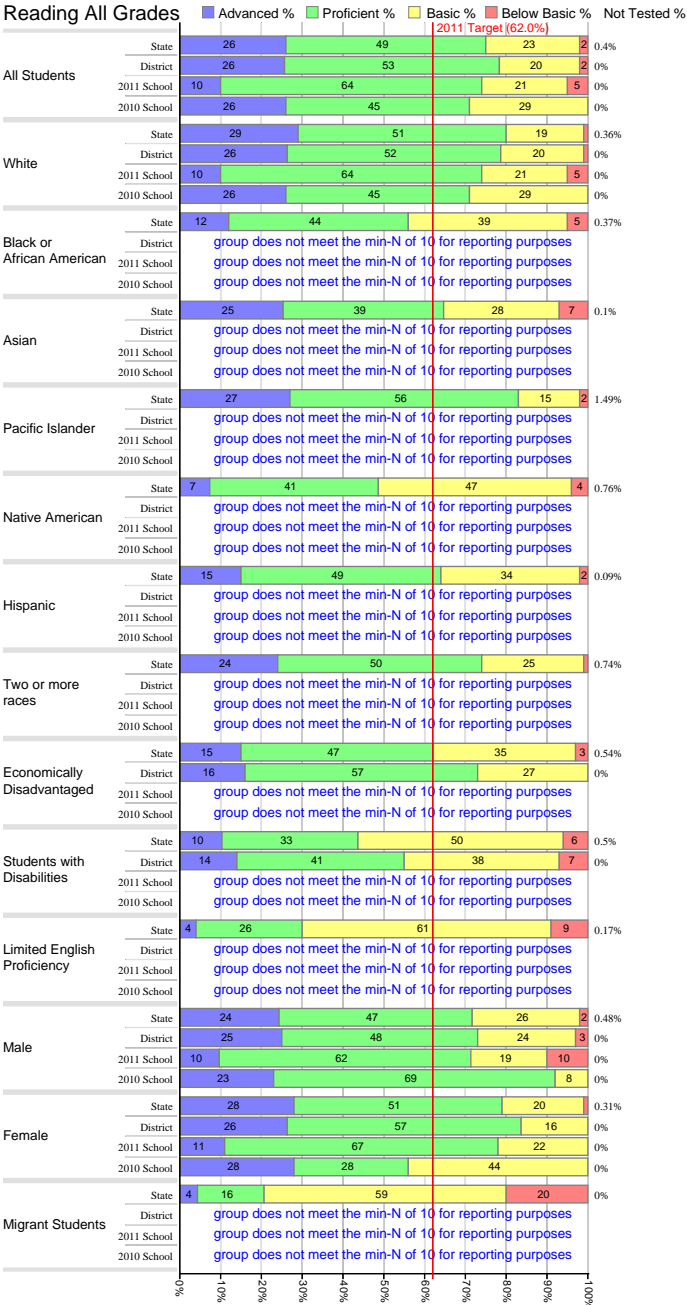 Reading All Grades Advanced % Proficient % Basic % Below Basic % Not Tested %
2011 Target (62.0%)
All Students
State 26 49 23 2 0.4%
District 26 53 20 2 0%
2011 School 10 64 21 5 0%
2010 School 26 45 29 0%
White
State 29 51 19 0.36%
District 26 52 20 0%
2011 School 10 64 21 5 0%
2010 School 26 45 29 0%
Black or
African American
State 12 44 39 5 0.37%
District group does not meet the min-N of 10 for reporting purposes
2011 School group does not meet the min-N of 10 for reporting purposes
2010 School group does not meet the min-N of 10 for reporting purposes
Asian
State 25 39 28 7 0.1%
District group does not meet the min-N of 10 for reporting purposes
2011 School group does not meet the min-N of 10 for reporting purposes
2010 School group does not meet the min-N of 10 for reporting purposes
Pacific Islander
State 27 56 15 2 1.49%
District group does not meet the min-N of 10 for reporting purposes
2011 School group does not meet the min-N of 10 for reporting purposes
2010 School group does not meet the min-N of 10 for reporting purposes
Native American
State 7 41 47 4 0.76%
District group does not meet the min-N of 10 for reporting purposes
2011 School group does not meet the min-N of 10 for reporting purposes
2010 School group does not meet the min-N of 10 for reporting purposes
Hispanic
State 15 49 34 2 0.09%
District group does not meet the min-N of 10 for reporting purposes
2011 School group does not meet the min-N of 10 for reporting purposes
2010 School group does not meet the min-N of 10 for reporting purposes
Two or more
races
State 24 50 25 0.74%
District group does not meet the min-N of 10 for reporting purposes
2011 School group does not meet the min-N of 10 for reporting purposes
2010 School group does not meet the min-N of 10 for reporting purposes
Economically
Disadvantaged
State 15 47 35 3 0.54%
District 16 57 27 0%
2011 School group does not meet the min-N of 10 for reporting purposes
2010 School group does not meet the min-N of 10 for reporting purposes
Students with
Disabilities
State 10 33 50 6 0.5%
District 14 41 38 7 0%
2011 School group does not meet the min-N of 10 for reporting purposes
2010 School group does not meet the min-N of 10 for reporting purposes
Limited English
Proficiency
State 4 26 61 9 0.17%
District group does not meet the min-N of 10 for reporting purposes
2011 School group does not meet the min-N of 10 for reporting purposes
2010 School group does not meet the min-N of 10 for reporting purposes
Male
State 24 47 26 2 0.48%
District 25 48 24 3 0%
2011 School 10 62 19 10 0%
2010 School 23 69 8 0%
Female
State 28 51 20 0.31%
District 26 57 16 0%
2011 School 11 67 22 0%
2010 School 28 28 44 0%
Migrant Students
State 4 16 59 20 0%
District group does not meet the min-N of 10 for reporting purposes
2011 School group does not meet the min-N of 10 for reporting purposes
2010 School group does not meet the min-N of 10 for reporting purposes
0% 10% 20% 30% 40% 50% 60% 70% 80% 90% 100%